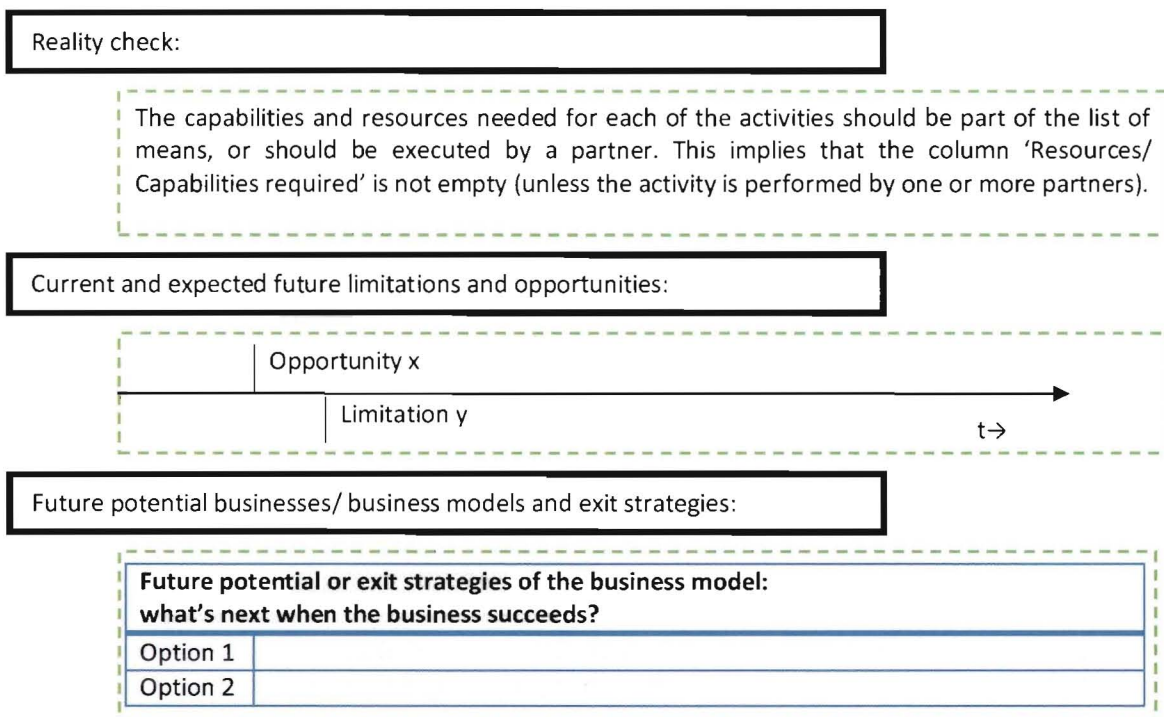 Reality check:
The capabilities and resources needed for each of the activities should be part of the list of
means, or should be executed by a partner. This implies that the column ‘Resources/
Capabilities required’ is not empty (unless the activity is performed by one or more partners).
Current and expected future limitations and opportunities:
Opportunity x
Limitation y
t→
Future potential businesses/ business models and exit strategies:
Future potential or exit strategies of the business model:
what’s next when the business succeeds?
Option 1
Option 2